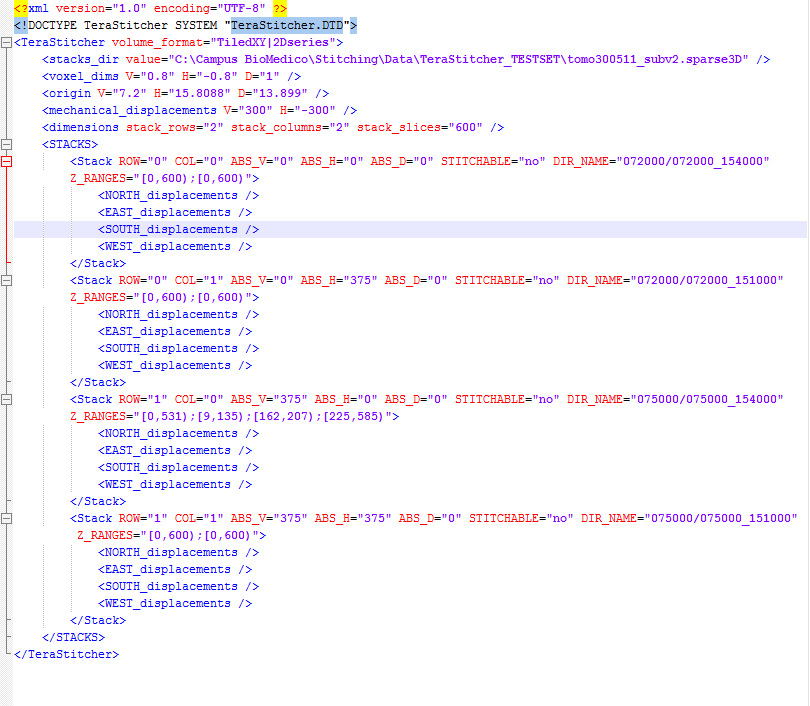 <?xml version="1.0" encoding="UTF-8" ?>
<!DOCTYPE TeraStitcher SYSTEM "TeraStitcher.DTD">
<TeraStitcher volume_format="TiledXY|2Dseries">
<stacks_dir value="C:\Campus BioMedico\Stitching\Data\TeraStitcher_TESTSET\tomo300511_subv2.sparse3D" />
<voxel_dims V="0.8" H="-0.8" D="1" />
<origin V="7.2" H="15.8088" D="13.899" />
<mechanical_displacements V="300" H="-300" />
<dimensions stack_rows="2" stack_columns="2" stack_slices="600" />
<STACKS>
<Stack ROW="0" COL="0" ABS_V="0" ABS_H="0" ABS_D="0" STITCHABLE="no" DIR_NAME="072000/072000_154000"
Z_RANGES="[0,600);[0,600)">
<NORTH_displacements />
<EAST_displacements />
<SOUTH_displacements />
<WEST_displacements />
</Stack>
<Stack ROW="0" COL="1" ABS_V="0" ABS_H="375" ABS_D="0" STITCHABLE="no" DIR_NAME="072000/072000_151000"
Z_RANGES="[0,600);[0,600)">
<NORTH_displacements />
<EAST_displacements />
<SOUTH_displacements />
<WEST_displacements />
</Stack>
<Stack ROW="1" COL="0" ABS_V="375" ABS_H="0" ABS_D="0" STITCHABLE="no" DIR_NAME="075000/075000_154000"
Z_RANGES="[0,531);[9,135);[162,207);[225,585)">
<NORTH_displacements />
<EAST_displacements />
<SOUTH_displacements />
<WEST_displacements />
</Stack>
<Stack ROW="1" COL="1" ABS_V="375" ABS_H="375" ABS_D="0" STITCHABLE="no" DIR_NAME="075000/075000_151000"
Z_RANGES="[0,600);[0,600)">
<NORTH_displacements />
<EAST_displacements />
<SOUTH_displacements />
<WEST_displacements />
</Stack>
</STACKS>
</TeraStitcher>